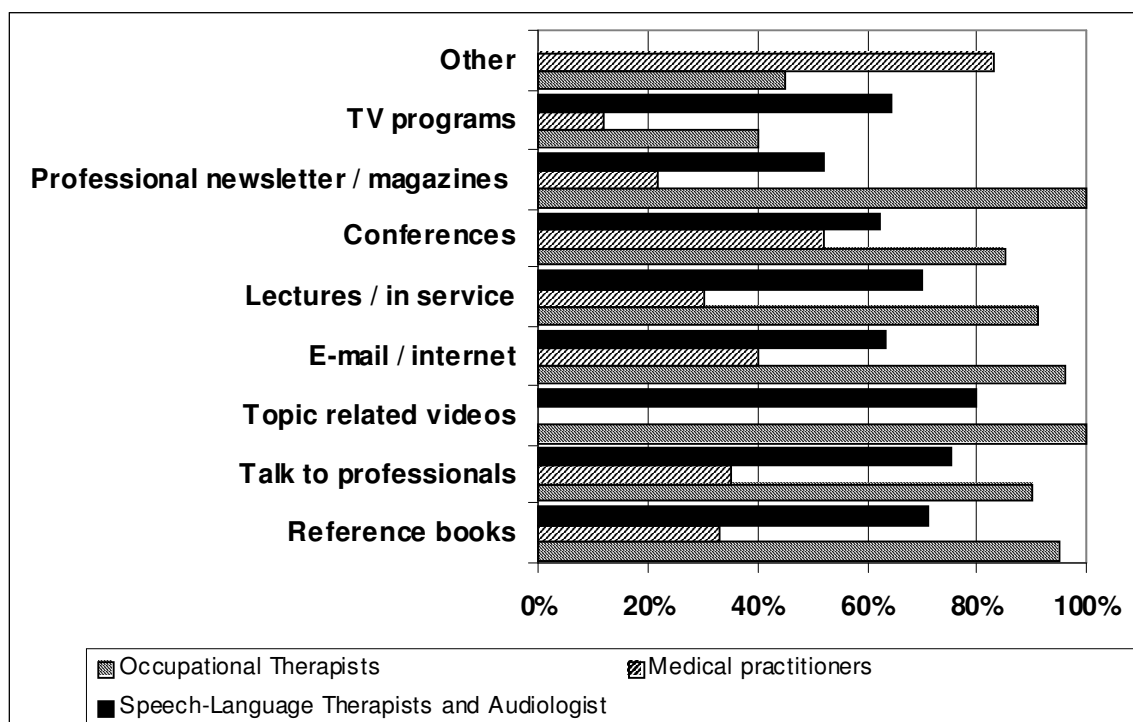 Other
TV programs
Professional newsletter / magazines
Conferences
Lectures / in service
E-mail / internet
Topic related videos
Talk to professionals
Reference books
0% 20% 40% 60% 80% 100%
Occupational Therapists Medical practitioners
Speech-Language Therapists and Audiologist